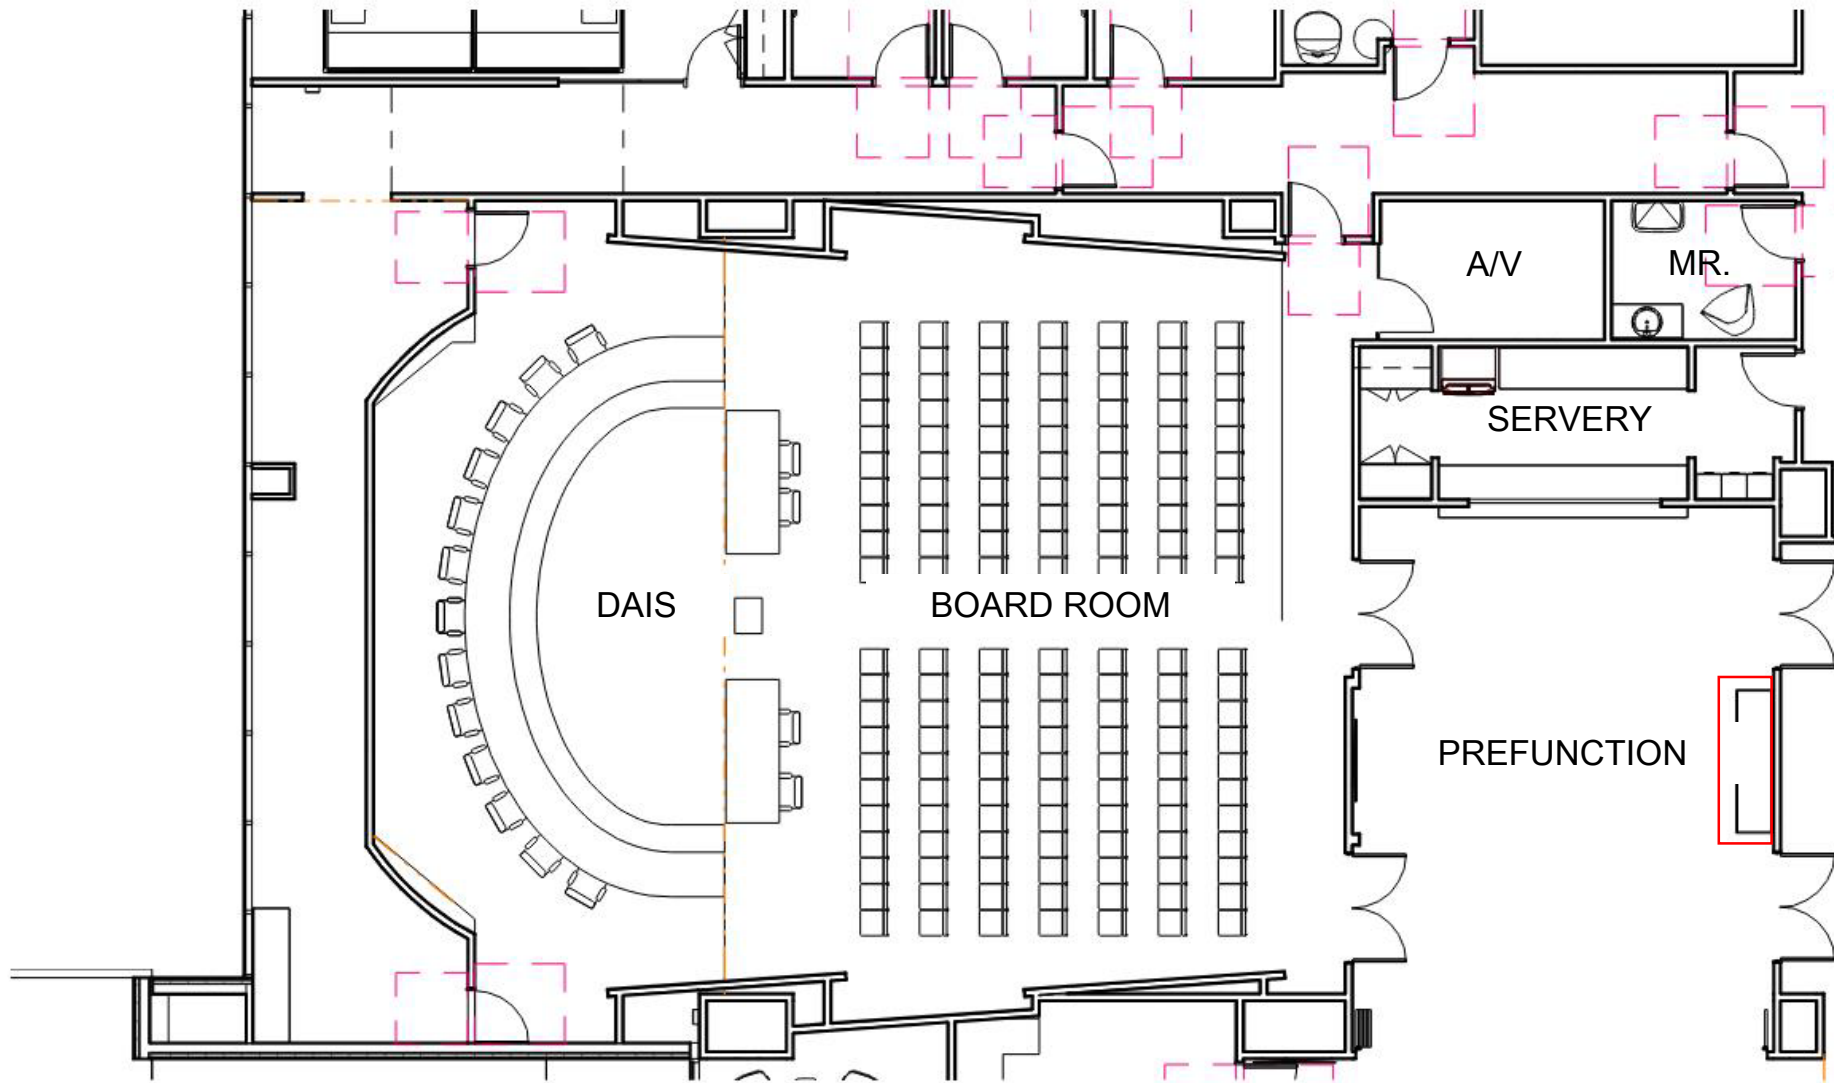 A/V
MR.
SERVERY
DAIS
BOARD ROOM
PREFUNCTION